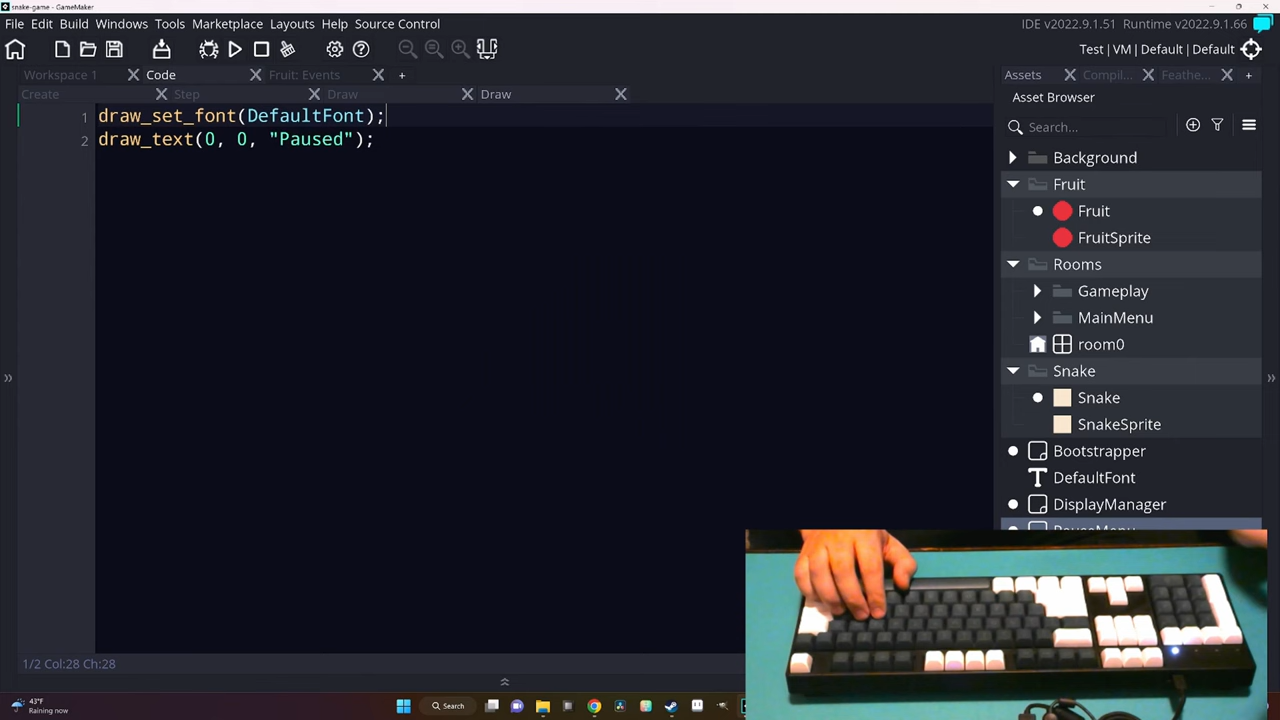 snake-game - GameMaker
File Edit Build Windows Tools Marketplace Layouts Help Source Control
IDE v2022.9.1.51 Runtime v2022.9.1.66
Test | VM | Default | Default
Workspace 1
Code
Fruit: Events
Create
Step
Draw
Draw
1 draw_set_font(DefaultFont);
2 draw_text(0, 0, "Paused");
Assets
Compil...
Feathe...
Asset Browser
Search...
Background
Fruit
Fruit
FruitSprite
Rooms
Gameplay
MainMenu
room0
Snake
Snake
SnakeSprite
Bootstrapper
DefaultFont
DisplayManager
PauseMenu
1/2 Col:28 Ch:28
43°F
Raining now
Search